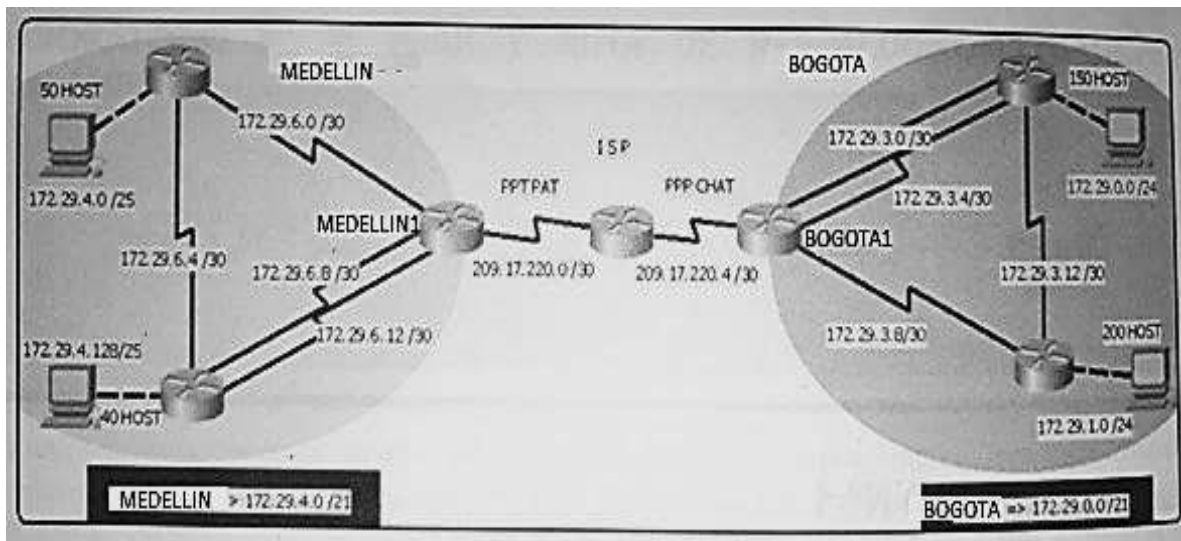 MEDELLIN
50 HOST
172.29.6.0 /30
172.29.4.0 /25
MEDELLIN1
172.29.6.4 /30
172.29.6.8 /30
172.29.6.12 /30
172.29.4.128/25
40 HOST
MEDELLIN > 172.29.4.0 /21
ISP
PPTPAT
PPP CHAT
209.17.220.0 /30
209.17.220.4 /30
BOGOTA
150 HOST
172.29.3.0 /30
172.29.0.0 /24
172.29.3.4/30
BOGOTA1
172.29.3.12 /30
172.29.3.8/30
200 HOST
172.29.1.0 /24
BOGOTA => 172.29.0.0 /21